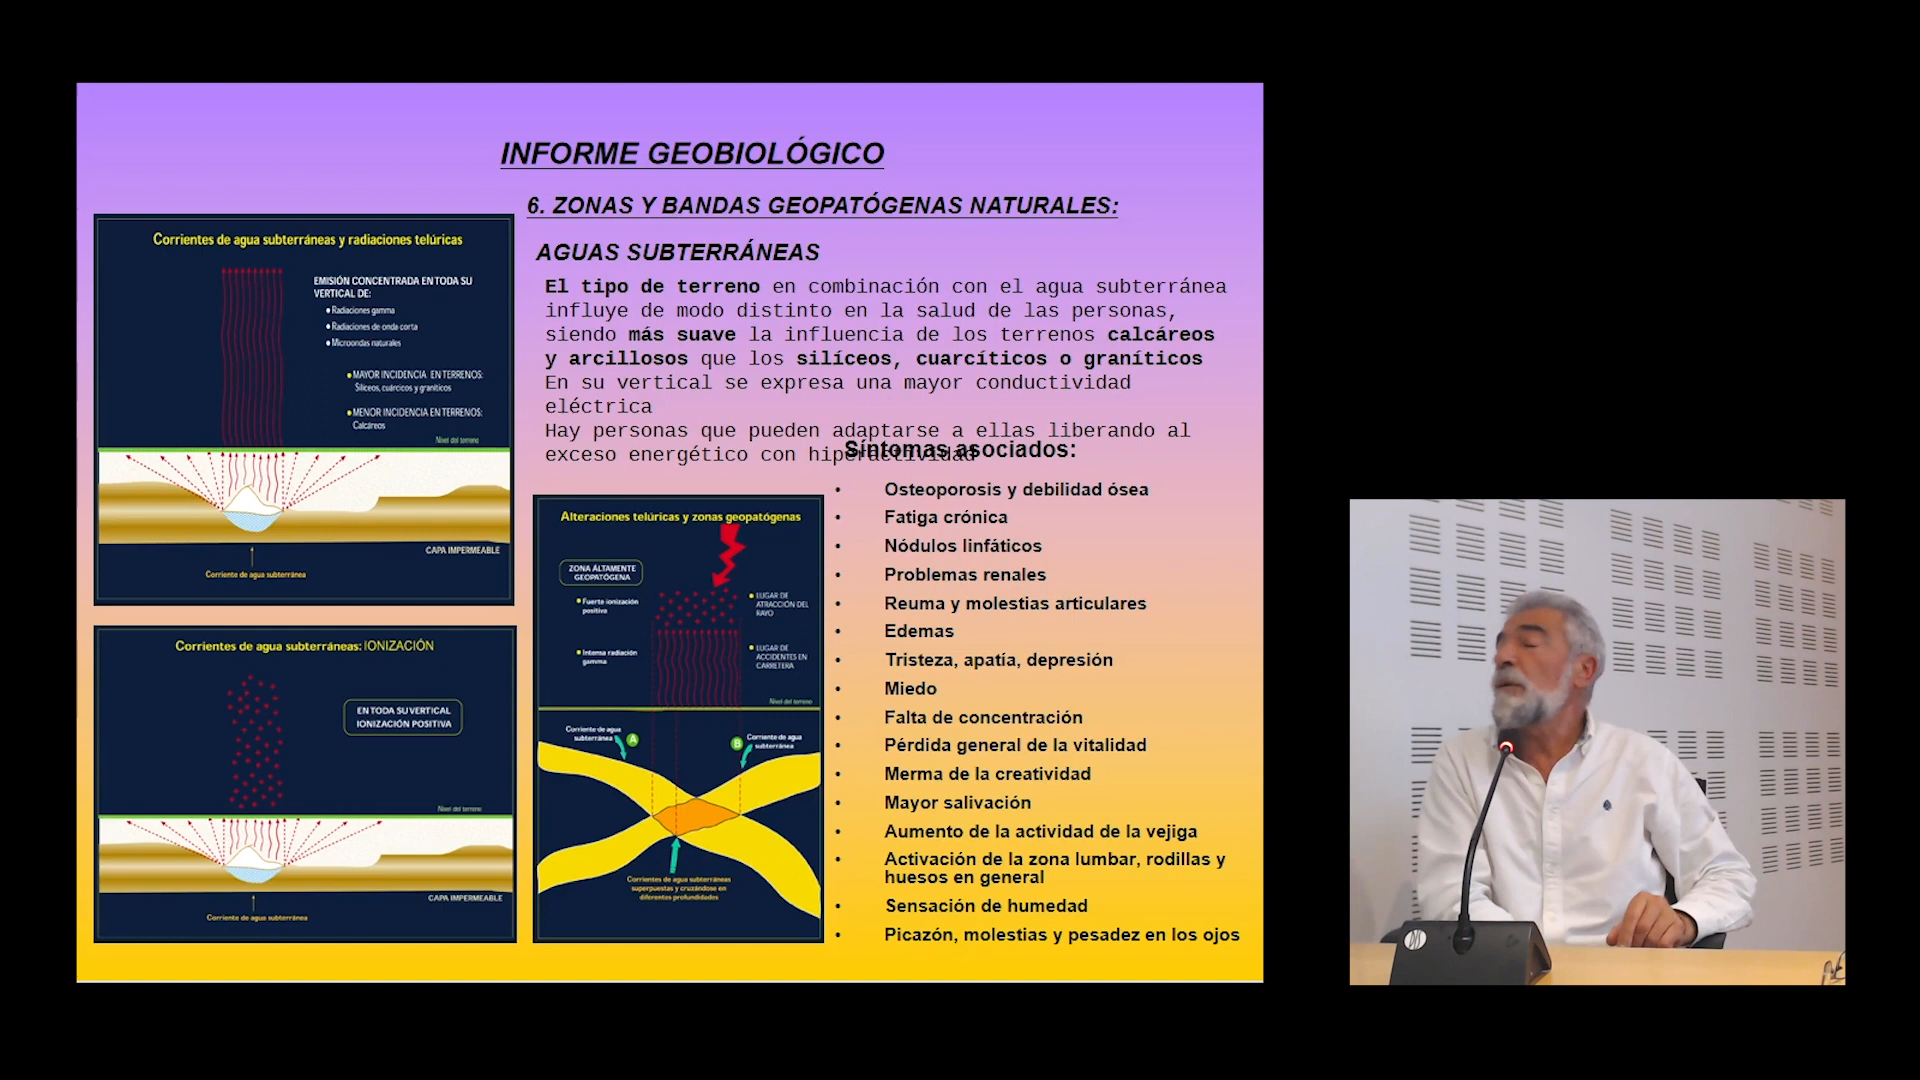 INFORME GEOBIOLÓGICO
6. ZONAS Y BANDAS GEOPATÓGENAS NATURALES:
AGUAS SUBTERRÁNEAS
El tipo de terreno en combinación con el agua subterránea
influye de modo distinto en la salud de las personas,
siendo más suave la influencia de los terrenos calcáreos
y arcillosos que los silíceos, cuarcíticos o graníticos
En su vertical se expresa una mayor conductividad
eléctrica
Hay personas que pueden adaptarse a ellas liberando al
exceso energético con hiperactividad
Síntomas asociados:
• Osteoporosis y debilidad ósea
• Fatiga crónica
• Nódulos linfáticos
• Problemas renales
• Reuma y molestias articulares
• Edemas
• Tristeza, apatía, depresión
• Miedo
• Falta de concentración
• Pérdida general de la vitalidad
• Merma de la creatividad
• Mayor salivación
• Aumento de la actividad de la vejiga
• Activación de la zona lumbar, rodillas y
huesos en general
• Sensación de humedad
• Picazón, molestias y pesadez en los ojos
Corrientes de agua subterráneas y radiaciones telúricas
EMISIÓN CONCENTRADA EN TODA SU
VERTICAL DE:
• Radiaciones gamma
• Radiaciones de onda corta
• Microondas naturales
• MAYOR INCIDENCIA EN TERRENOS:
Silíceos, cuárcicos y graníticos
• MENOR INCIDENCIA EN TERRENOS:
Calcáreos
Nivel del terreno
CAPA IMPERMEABLE
Corriente de agua subterránea
Corrientes de agua subterráneas: IONIZACIÓN
EN TODA SU VERTICAL
IONIZACIÓN POSITIVA
Nivel del terreno
CAPA IMPERMEABLE
Corriente de agua subterránea
Alteraciones telúricas y zonas geopatógenas
ZONA ÁLTAMENTE
GEOPATÓGENA
• Fuerte ionización
positiva
• LUGAR DE
ATRACCIÓN DEL
RAYO
• Intensa radiación
gamma
• LUGAR DE
ACCIDENTES EN
CARRETERA
Nivel del terreno
Corriente de agua
subterránea
A
B
Corriente de agua
subterránea
Corrientes de agua subterráneas
superpuestas y cruzándose en
diferentes profundidades